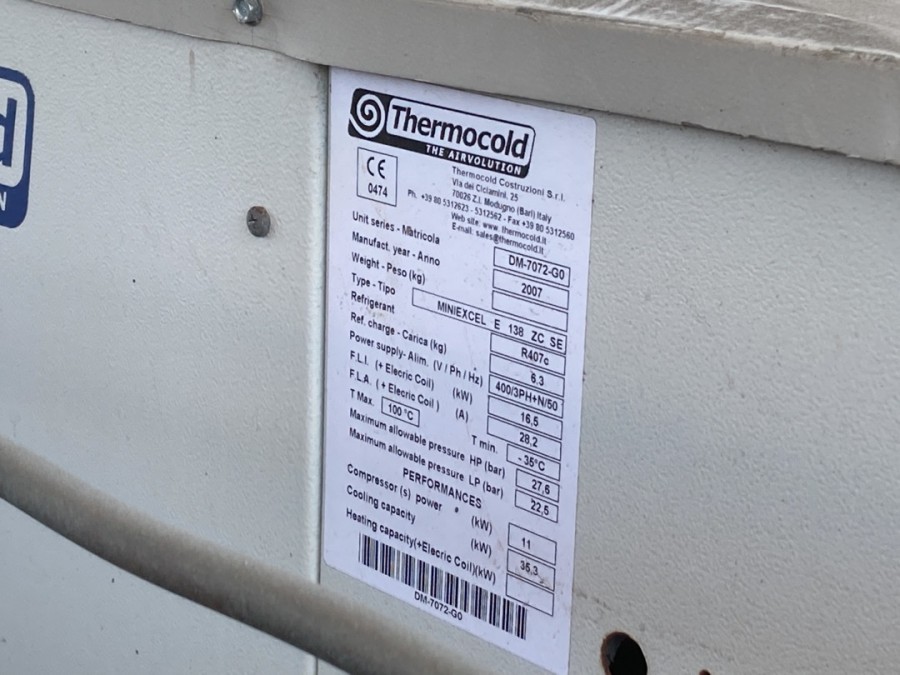 d
N
Thermocold
THE AIRVOLUTION
CE
0474
Thermocold Costruzioni S.r.l.
Via dei Ciclamini, 25
70026 Z.I. Modugno (Bari) Italy
Ph. +39 80 5312623 - 5312562 - Fax +39 80 5312560
Web site: www. thermocold.it
E-mail: sales@thermocold.it
Unit series - Matricola DM-7072-G0
Manufact. year - Anno 2007
Weight - Peso (kg)
Type - Tipo MINIEXCEL E 138 ZC SE
Refrigerant R407c
Ref. charge - Carica (kg) 6,3
Power supply- Alim. (V / Ph / Hz) 400/3PH+N/50
F.L.I. (+ Elecric Coil) (kW) 16,5
F.L.A. (+ Elecric Coil ) (A) 28,2
T Max. 100 °C T min. - 35°C
Maximum allowable pressure HP (bar) 27,6
Maximum allowable pressure LP (bar) 22,5
PERFORMANCES
Compressor (s) power * (kW) 11
Cooling capacity (kW) 35,3
Heating capacity(+Elecric Coil)(kW)
DM-7072-G0